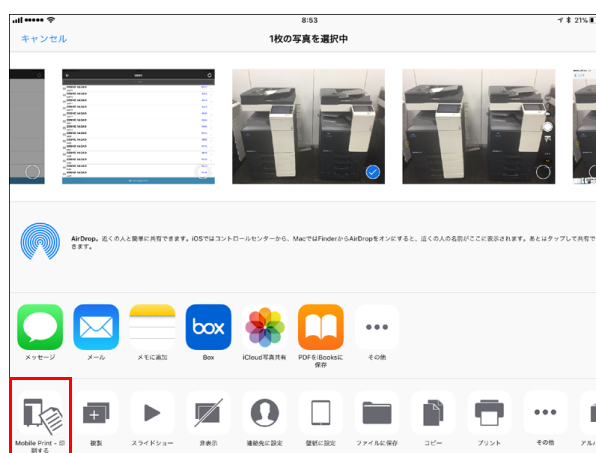 8:53
21%
キャンセル
1枚の写真を選択中
AirDrop。近くの人と簡単に共有できます。iOSではコントロールセンターから、MacではFinderからAirDropをオンにすると、近くの人の名前がここに表示されます。あとはタップして共有で
きます。
メッセージ
メール
メモに追加
box
Box
iCloud写真共有
PDFをiBooksに
保存
その他
Mobile Print - 印
刷する
複製
スライドショー
非表示
連絡先に設定
壁紙に設定
ファイルに保存
コピー
プリント
その他
アルバ